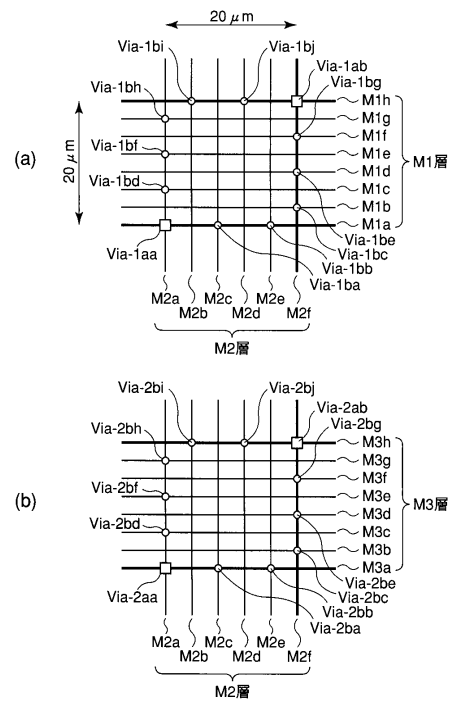 20μm
Via-1bi
Via-1bj
Via-1ab
Via-1bg
Via-1bh
M1h
M1g
M1f
(a)
20μm
Via-1bf
M1e
M1層
M1d
Via-1bd
M1c
M1b
M1a
Via-1aa
Via-1be
Via-1bc
Via-1bb
Via-1ba
M2a M2c M2e
M2b M2d M2f
M2層
Via-2bi
Via-2bj
Via-2ab
Via-2bg
Via-2bh
M3h
M3g
M3f
(b)
Via-2bf
M3e
M3層
M3d
Via-2bd
M3c
M3b
M3a
Via-2aa
Via-2be
Via-2bc
Via-2bb
Via-2ba
M2a M2c M2e
M2b M2d M2f
M2層